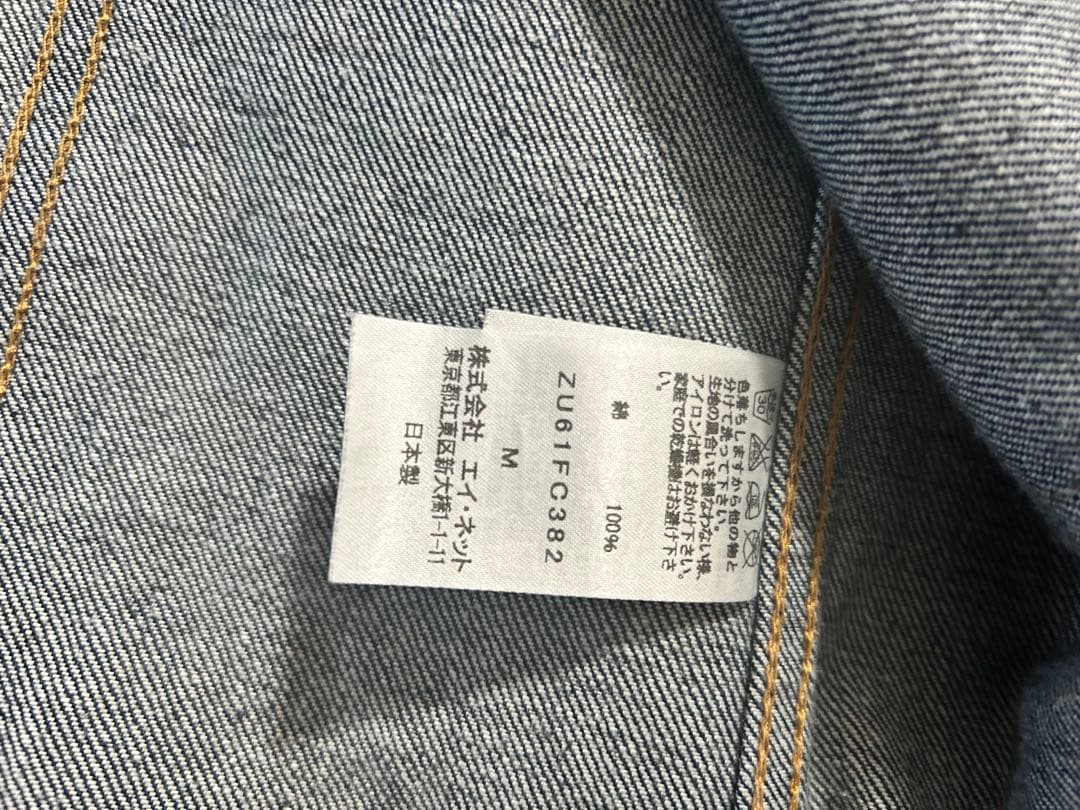 色落ちしますから他の物と
分けて洗って下さい。
生地の風合いを損なわない様、
アイロンは軽くおかけ下さい。
家庭での乾燥機はお避け下さ
い。
綿 100%
ZU61FC382
M
株式会社 エイ・ネット
東京都江東区新大橋1-1-11
日本製